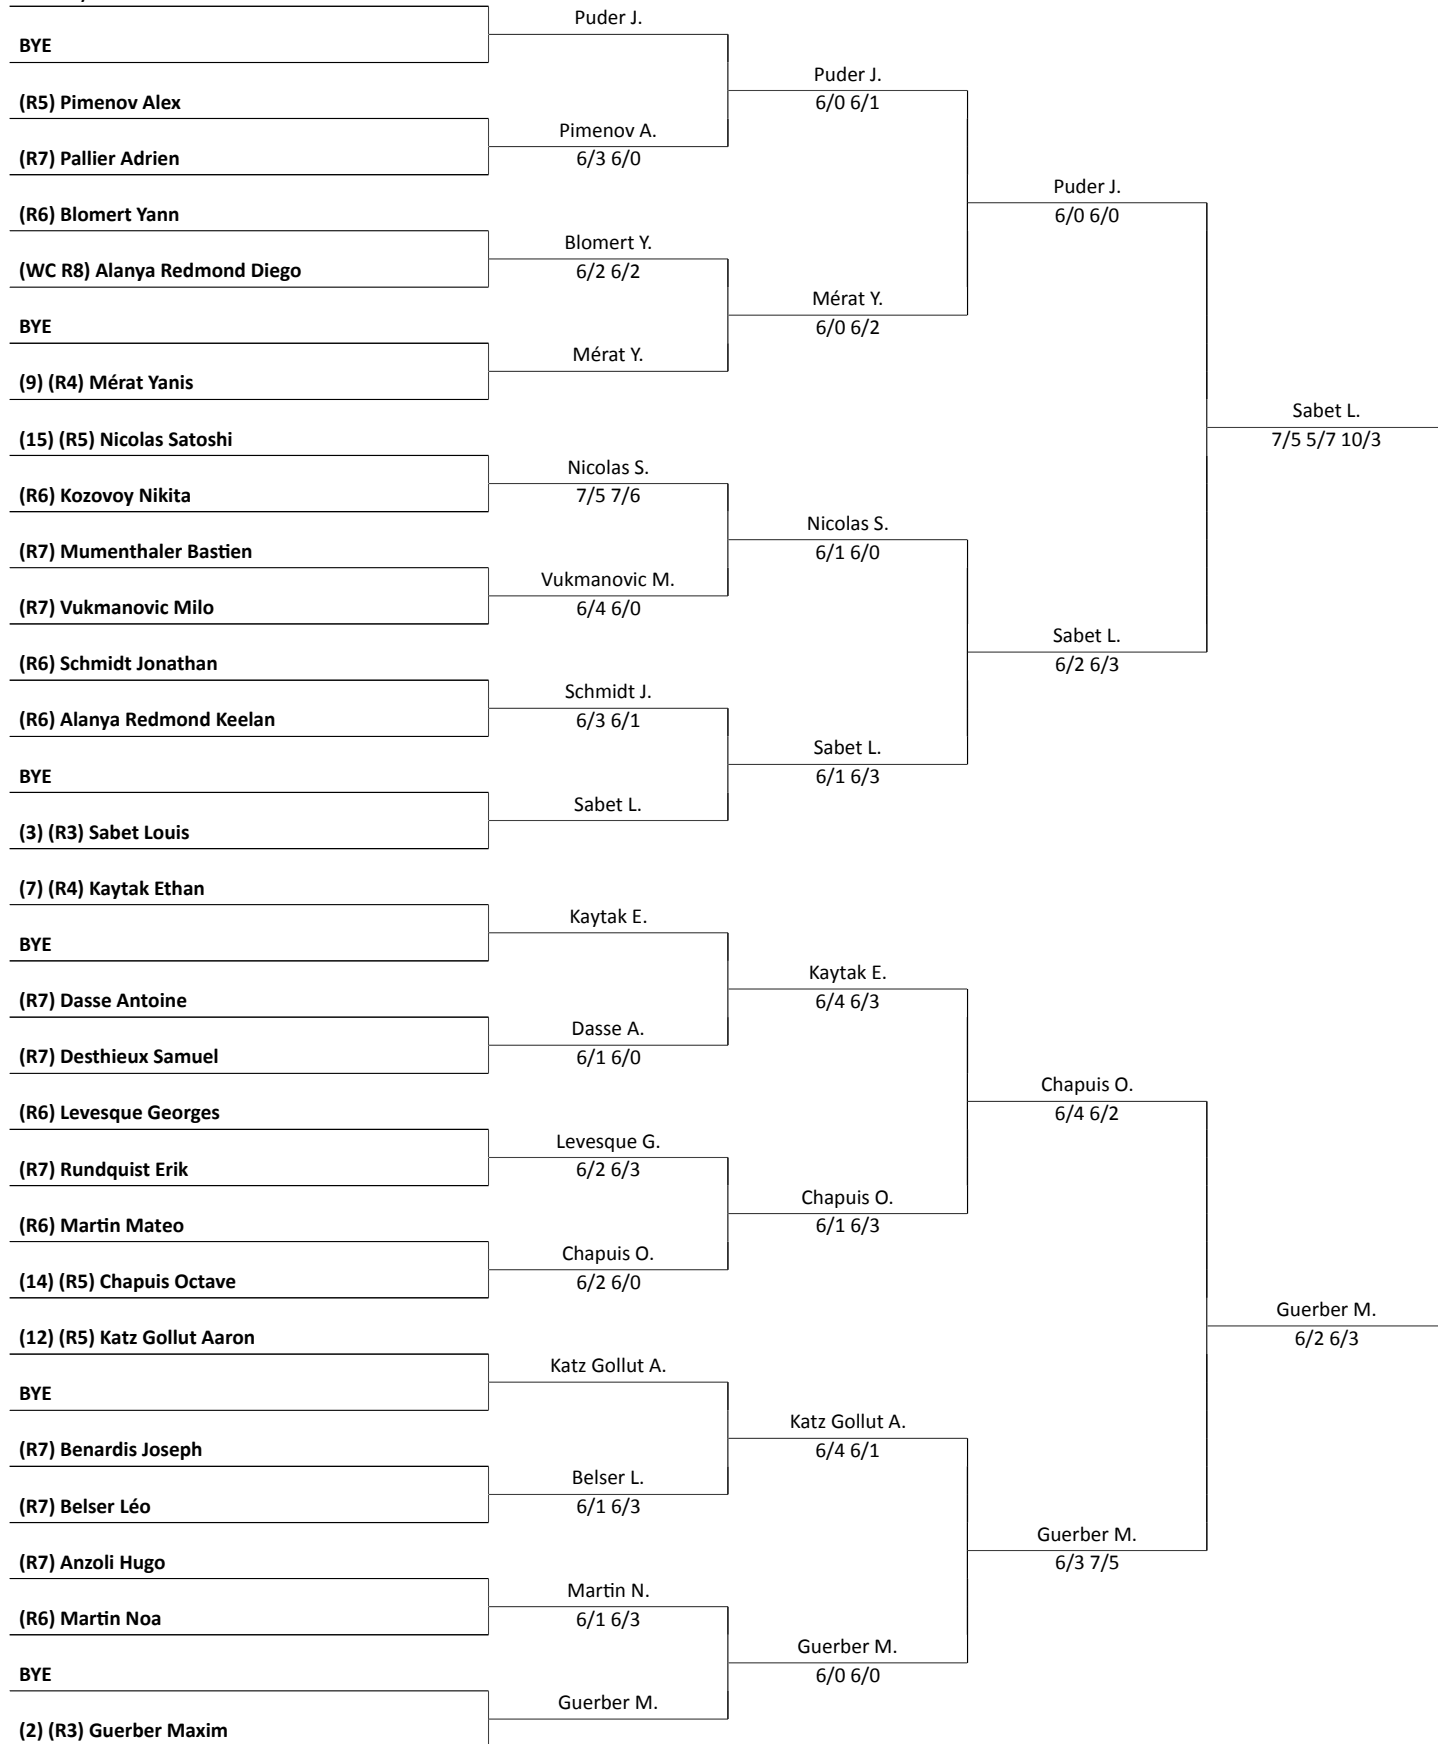 BYE
(R5) Pimenov Alex
(R7) Pallier Adrien
(R6) Blomert Yann
(WC R8) Alanya Redmond Diego
BYE
(9) (R4) Mérat Yanis
(15) (R5) Nicolas Satoshi
(R6) Kozovoy Nikita
(R7) Mumenthaler Bastien
(R7) Vukmanovic Milo
(R6) Schmidt Jonathan
(R6) Alanya Redmond Keelan
BYE
(3) (R3) Sabet Louis
(7) (R4) Kaytak Ethan
BYE
(R7) Dasse Antoine
(R7) Desthieux Samuel
(R6) Levesque Georges
(R7) Rundquist Erik
(R6) Martin Mateo
(14) (R5) Chapuis Octave
(12) (R5) Katz Gollut Aaron
BYE
(R7) Benardis Joseph
(R7) Belser Léo
(R7) Anzoli Hugo
(R6) Martin Noa
BYE
(2) (R3) Guerber Maxim
Puder J.
Pimenov A.
6/3 6/0
Blomert Y.
6/2 6/2
Mérat Y.
Nicolas S.
7/5 7/6
Vukmanovic M.
6/4 6/0
Schmidt J.
6/3 6/1
Sabet L.
Kaytak E.
Dasse A.
6/1 6/0
Levesque G.
6/2 6/3
Chapuis O.
6/2 6/0
Katz Gollut A.
Belser L.
6/1 6/3
Martin N.
6/1 6/3
Guerber M.
Puder J.
6/0 6/1
Mérat Y.
6/0 6/2
Nicolas S.
6/1 6/0
Sabet L.
6/1 6/3
Kaytak E.
6/4 6/3
Chapuis O.
6/1 6/3
Katz Gollut A.
6/4 6/1
Guerber M.
6/0 6/0
Puder J.
6/0 6/0
Sabet L.
6/2 6/3
Chapuis O.
6/4 6/2
Guerber M.
6/3 7/5
Sabet L.
7/5 5/7 10/3
Guerber M.
6/2 6/3